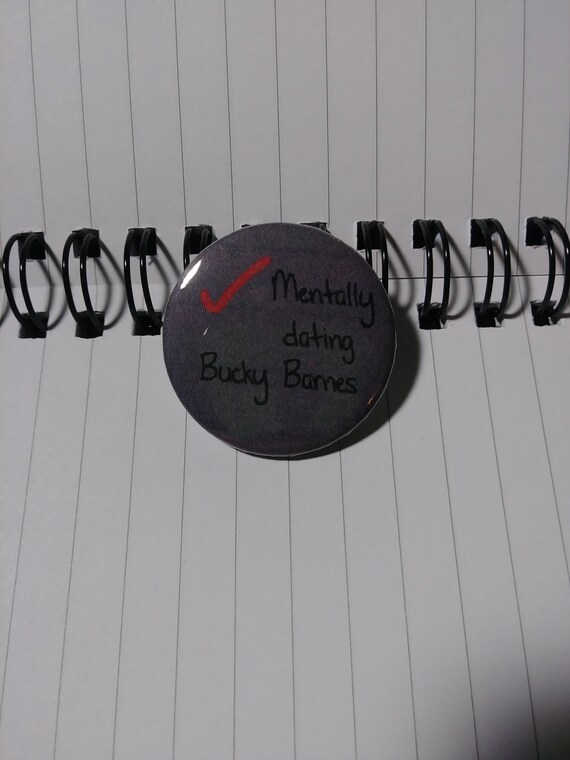 ✓ Mentally
dating
Bucky Barnes